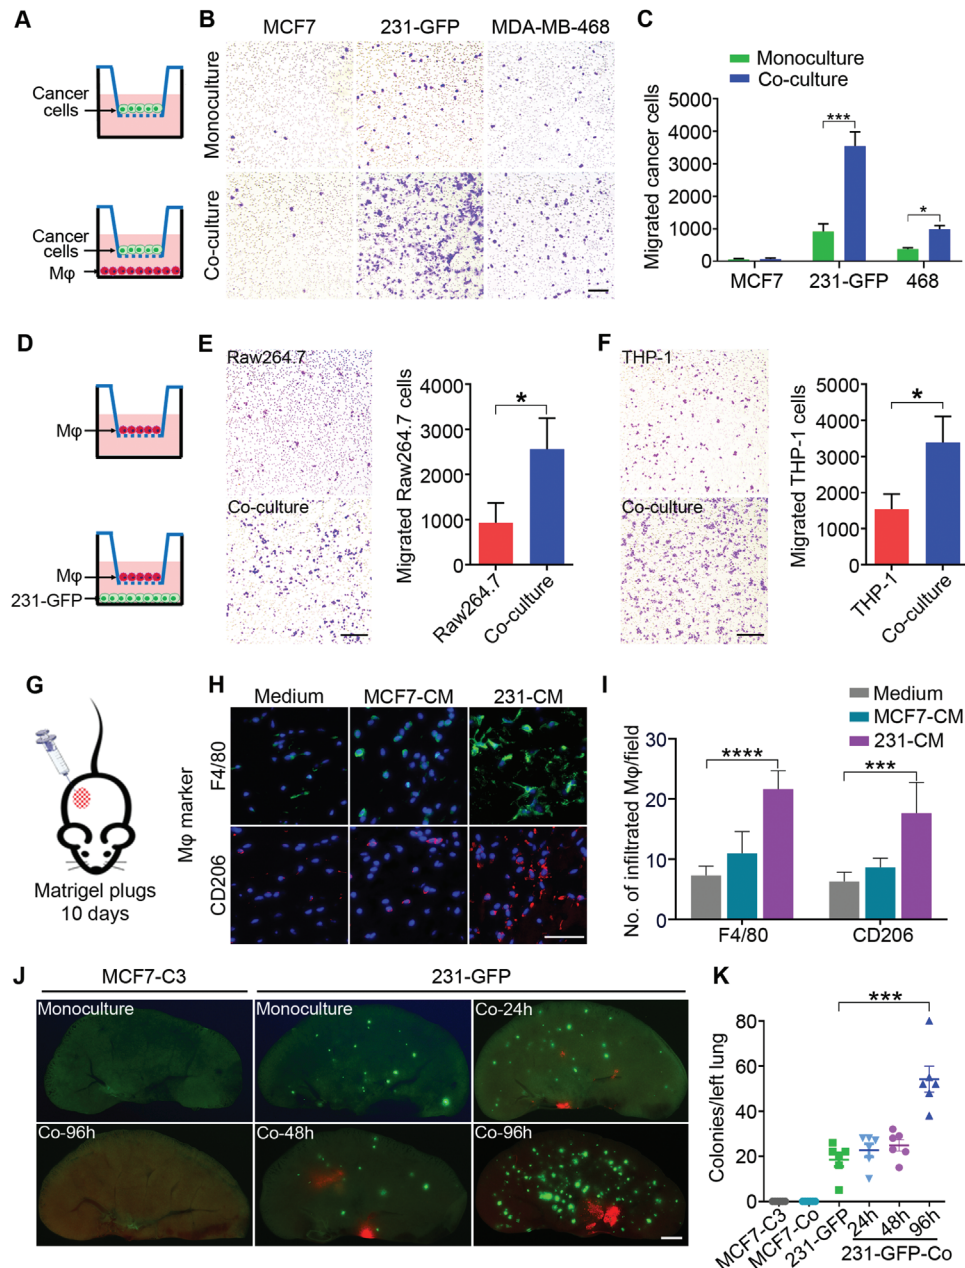 A
Cancer
cells
Cancer
cells
Mφ
B
MCF7
231-GFP
MDA-MB-468
Monoculture
Co-culture
C
Monoculture
Co-culture
Migrated cancer cells
5000
4000
3000
2000
1000
0
***
*
MCF7
231-GFP
468
D
Mφ
Mφ
231-GFP
E
Raw264.7
Co-culture
Migrated Raw264.7 cells
4000
3000
2000
1000
0
*
Raw264.7
Co-culture
F
THP-1
Co-culture
Migrated THP-1 cells
5000
4000
3000
2000
1000
0
*
THP-1
Co-culture
G
Matrigel plugs
10 days
H
Medium
MCF7-CM
231-CM
Mφ marker
F4/80
CD206
I
Medium
MCF7-CM
231-CM
No. of infiltrated Mφ/field
30
20
10
0
****
***
F4/80
CD206
J
MCF7-C3
231-GFP
Monoculture
Monoculture
Co-24h
Co-96h
Co-48h
Co-96h
K
Colonies/left lung
80
60
40
20
0
***
MCF7-C3
MCF7-Co
231-GFP
24h
48h
96h
231-GFP-Co